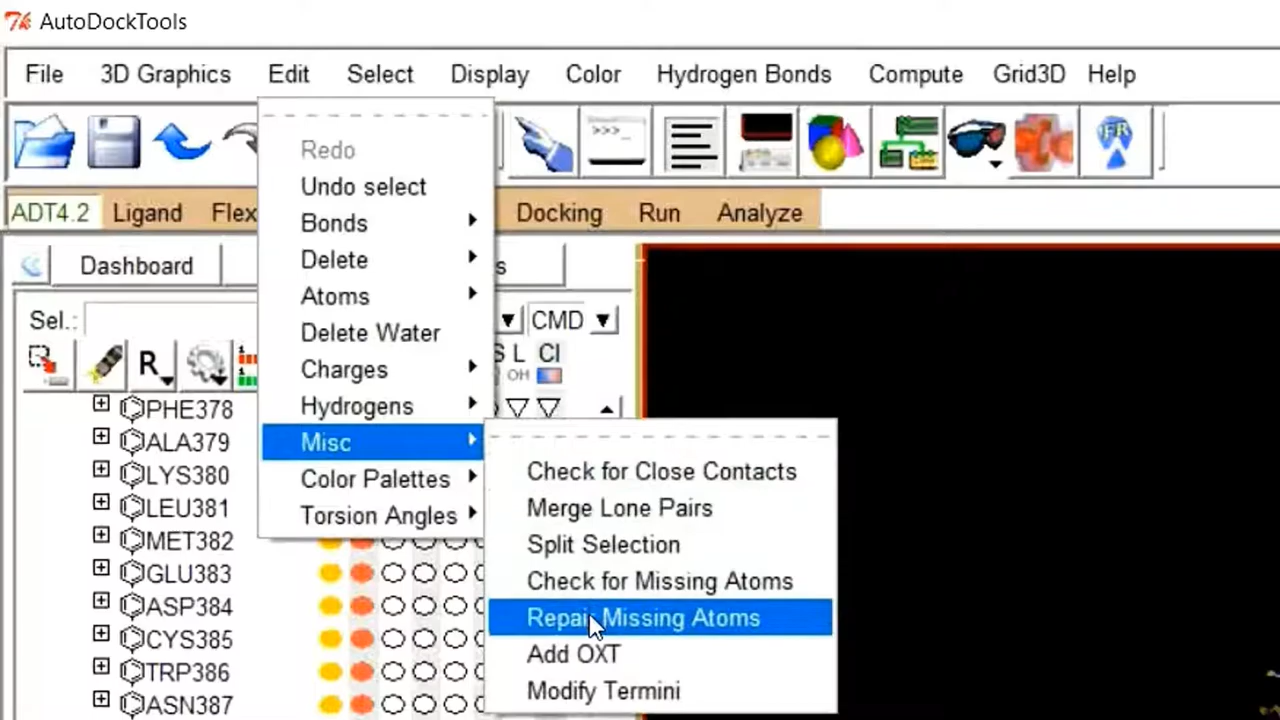 AutoDockTools
File 3D Graphics Edit Select Display Color Hydrogen Bonds Compute Grid3D Help
>>>
FR
ADT4.2 Ligand Flex Docking Run Analyze
Dashboard s
Sel.: CMD
R S L Cl
OH
Redo
Undo select
Bonds
Delete
Atoms
Delete Water
Charges
Hydrogens
Misc
Color Palettes
Torsion Angles
Check for Close Contacts
Merge Lone Pairs
Split Selection
Check for Missing Atoms
Repair Missing Atoms
Add OXT
Modify Termini
PHE378
ALA379
LYS380
LEU381
MET382
GLU383
ASP384
CYS385
TRP386
ASN387